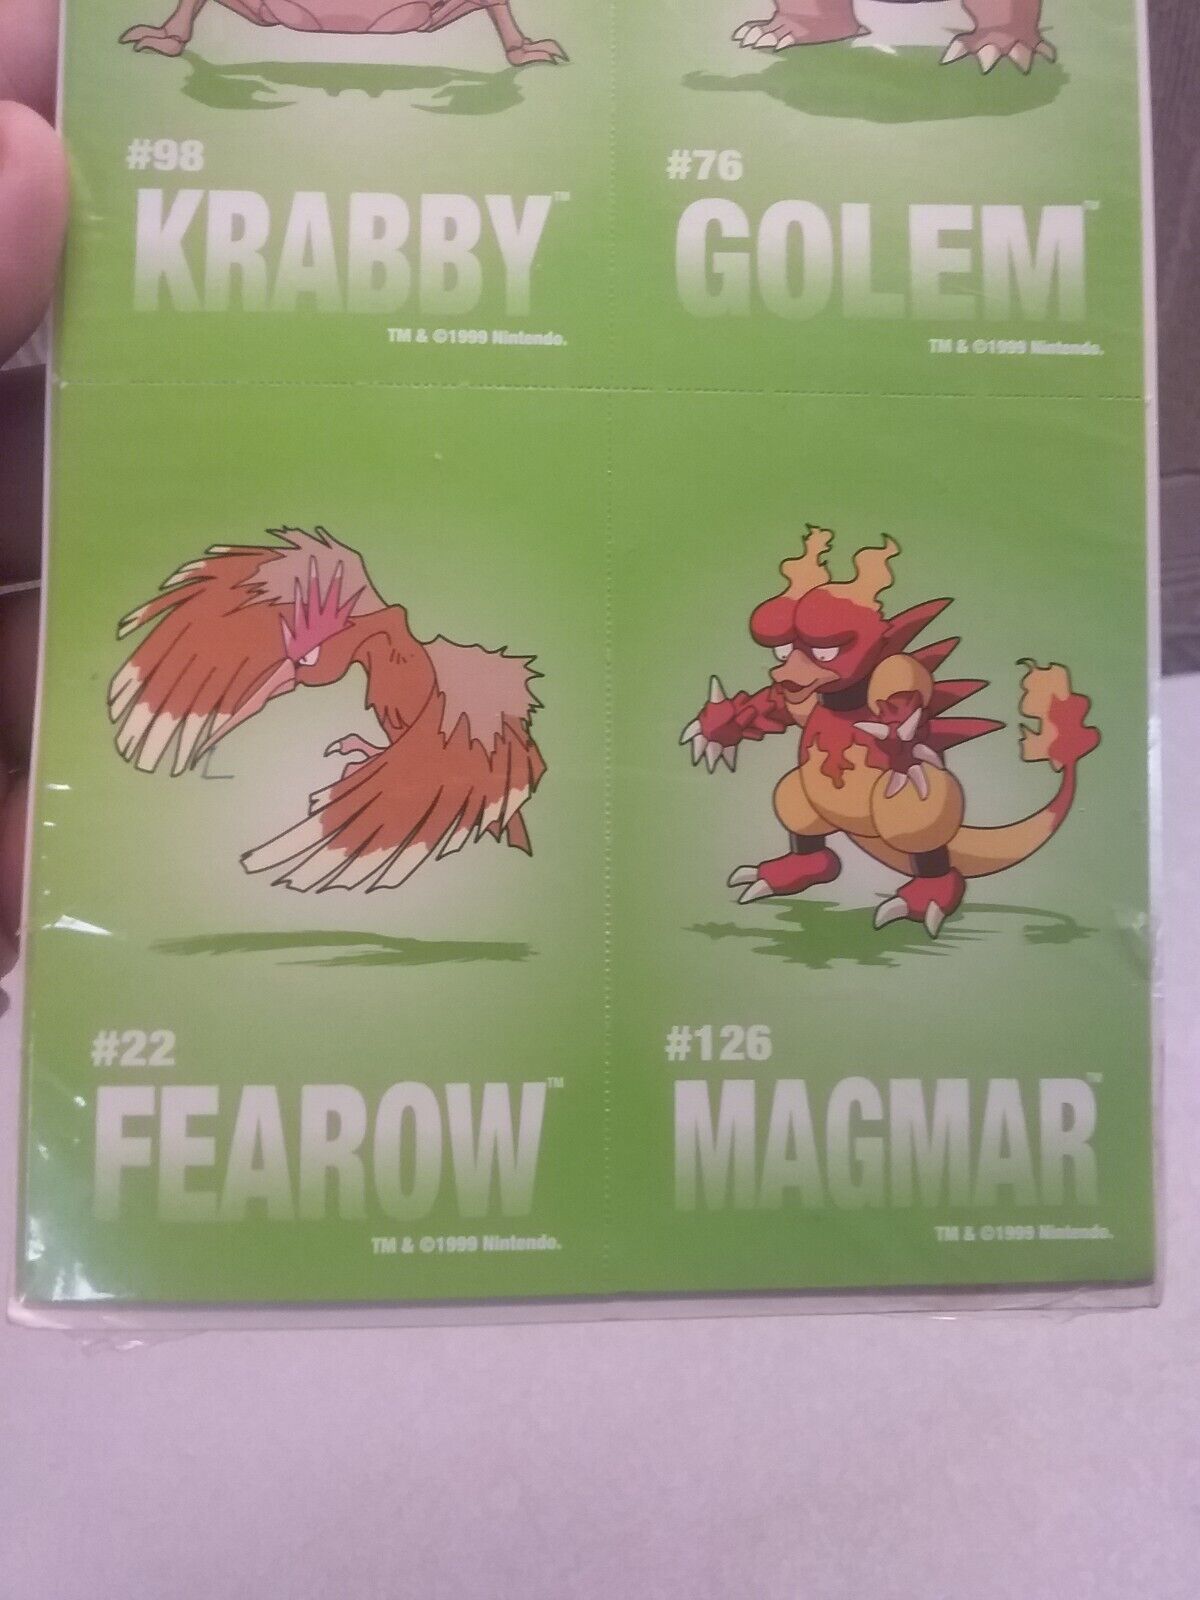 #98
KRABBY™
TM & ©1999 Nintendo.
#76
GOLEM™
TM & ©1999 Nintendo.
#22
FEAROW™
TM & ©1999 Nintendo.
#126
MAGMAR™
TM & ©1999 Nintendo.